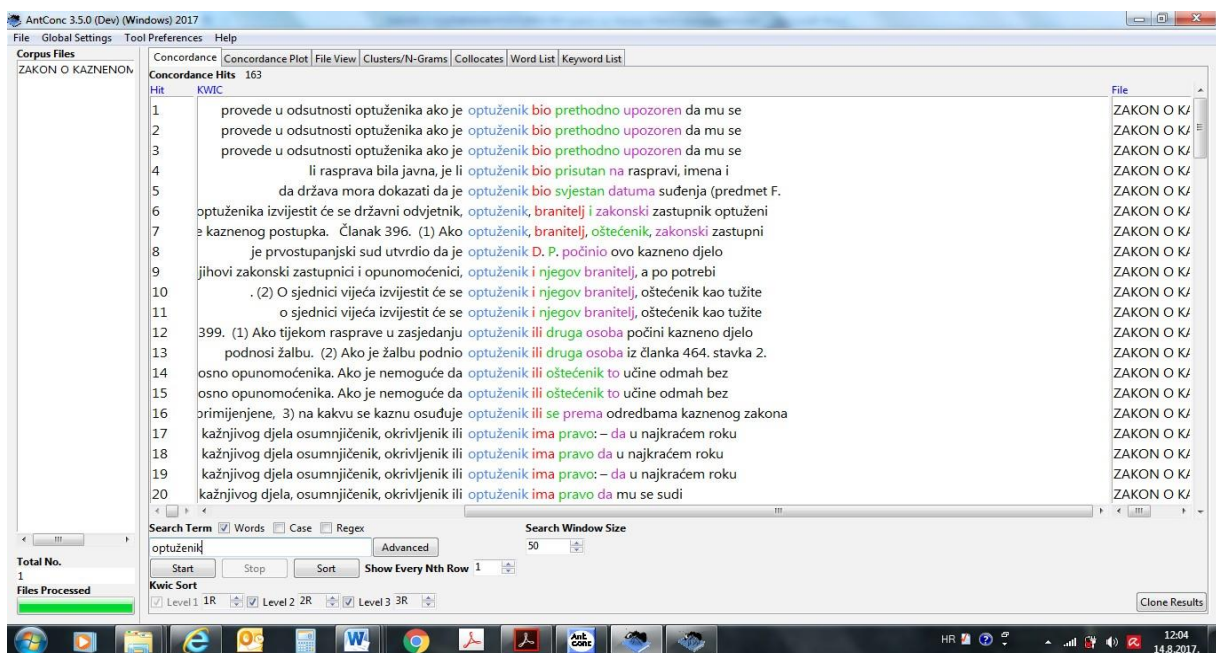 AntConc 3.5.0 (Dev) (Windows) 2017
File Global Settings Tool Preferences Help
Corpus Files
ZAKON O KAZNENOM
Total No.
1
Files Processed
Concordance Concordance Plot File View Clusters/N-Grams Collocates Word List Keyword List
Concordance Hits 163
Hit KWIC File
1 provede u odsutnosti optuženika ako je optuženik bio prethodno upozoren da mu se ZAKON O KA
2 provede u odsutnosti optuženika ako je optuženik bio prethodno upozoren da mu se ZAKON O KA
3 provede u odsutnosti optuženika ako je optuženik bio prethodno upozoren da mu se ZAKON O KA
4 li rasprava bila javna, je li optuženik bio prisutan na raspravi, imena i ZAKON O KA
5 da država mora dokazati da je optuženik bio svjestan datuma suđenja (predmet F. ZAKON O KA
6 optuženika izvijestit će se državni odvjetnik, optuženik, branitelj i zakonski zastupnik optuženi ZAKON O KA
7 e kaznenog postupka. Članak 396. (1) Ako optuženik, branitelj, oštećenik, zakonski zastupni ZAKON O KA
8 je prvostupanjski sud utvrdio da je optuženik D. P. počinio ovo kazneno djelo ZAKON O KA
9 jihovi zakonski zastupnici i opunomoćenici, optuženik i njegov branitelj, a po potrebi ZAKON O KA
10 . (2) O sjednici vijeća izvijestit će se optuženik i njegov branitelj, oštećenik kao tužite ZAKON O KA
11 o sjednici vijeća izvijestit će se optuženik i njegov branitelj, oštećenik kao tužite ZAKON O KA
12 399. (1) Ako tijekom rasprave u zasjedanju optuženik ili druga osoba počini kazneno djelo ZAKON O KA
13 podnosi žalbu. (2) Ako je žalbu podnio optuženik ili druga osoba iz članka 464. stavka 2. ZAKON O KA
14 osno opunomoćenika. Ako je nemoguće da optuženik ili oštećenik to učine odmah bez ZAKON O KA
15 osno opunomoćenika. Ako je nemoguće da optuženik ili oštećenik to učine odmah bez ZAKON O KA
16 primijenjene, 3) na kakvu se kaznu osuđuje optuženik ili se prema odredbama kaznenog zakona ZAKON O KA
17 kažnjivog djela osumnjičenik, okrivljenik ili optuženik ima pravo: – da u najkraćem roku ZAKON O KA
18 kažnjivog djela osumnjičenik, okrivljenik ili optuženik ima pravo da u najkraćem roku ZAKON O KA
19 kažnjivog djela osumnjičenik, okrivljenik ili optuženik ima pravo: – da u najkraćem roku ZAKON O KA
20 kažnjivog djela, osumnjičenik, okrivljenik ili optuženik ima pravo da mu se sudi ZAKON O KA
Search Term Words Case Regex Search Window Size
optuženik Advanced 50
Start Stop Sort Show Every Nth Row 1
Kwic Sort
Level 1 1R Level 2 2R Level 3 3R Clone Results
Ant Conc
HR 12:04
14.8.2017.